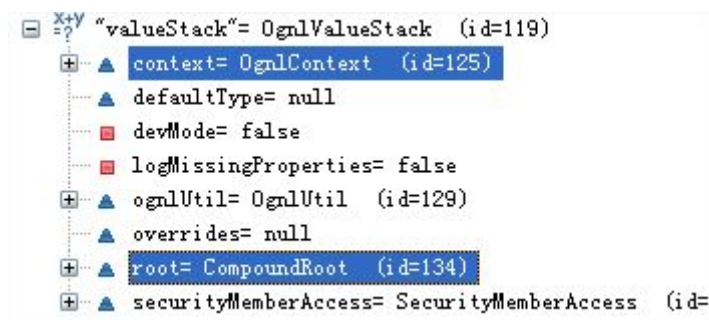 x+y =? "valueStack"= OgnlValueStack (id=119)
context= OgnlContext (id=125)
defaultType= null
devMode= false
logMissingProperties= false
ognlUtil= OgnlUtil (id=129)
overrides= null
root= CompoundRoot (id=134)
securityMemberAccess= SecurityMemberAccess (id=